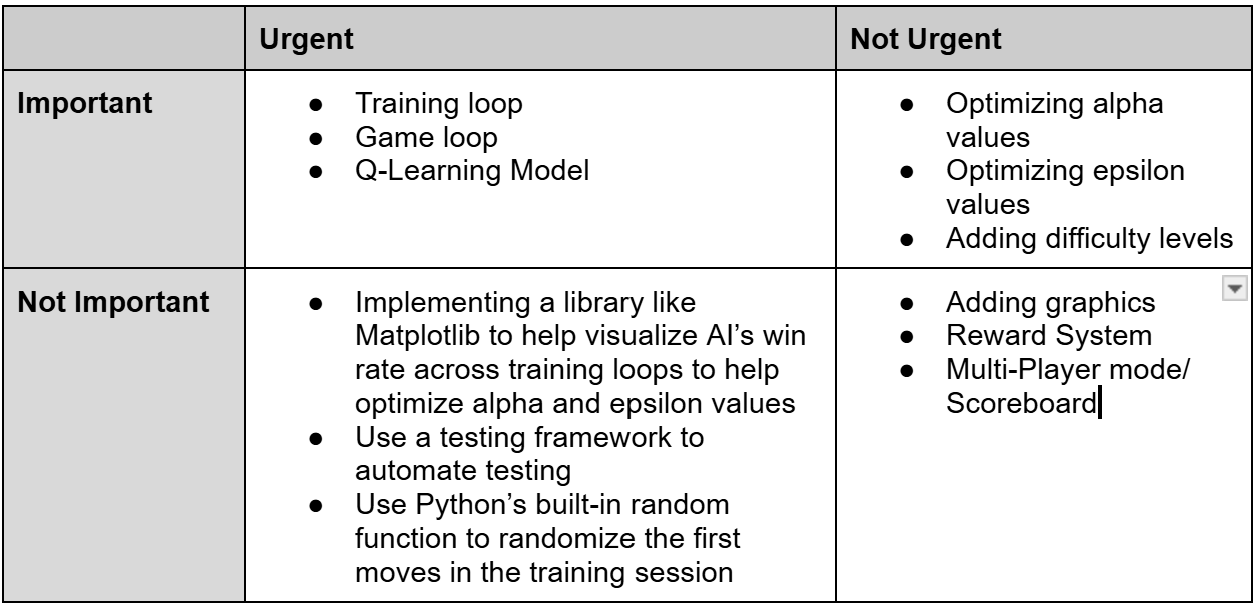 Urgent
Not Urgent
Important
● Training loop
● Game loop
● Q-Learning Model
● Optimizing alpha
values
● Optimizing epsilon
values
● Adding difficulty levels
Not Important
● Implementing a library like
Matplotlib to help visualize AI’s win
rate across training loops to help
optimize alpha and epsilon values
● Use a testing framework to
automate testing
● Use Python’s built-in random
function to randomize the first
moves in the training session
● Adding graphics
● Reward System
● Multi-Player mode/
Scoreboard